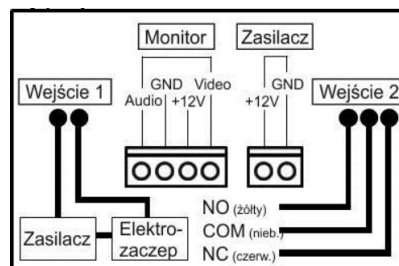 Monitor Zasilacz
GND Video GND
Wejście 1 Audio +12V +12V Wejście 2
NO (żółty)
Zasilacz Elektro-zaczep COM (nieb.)
NC (czerw.)